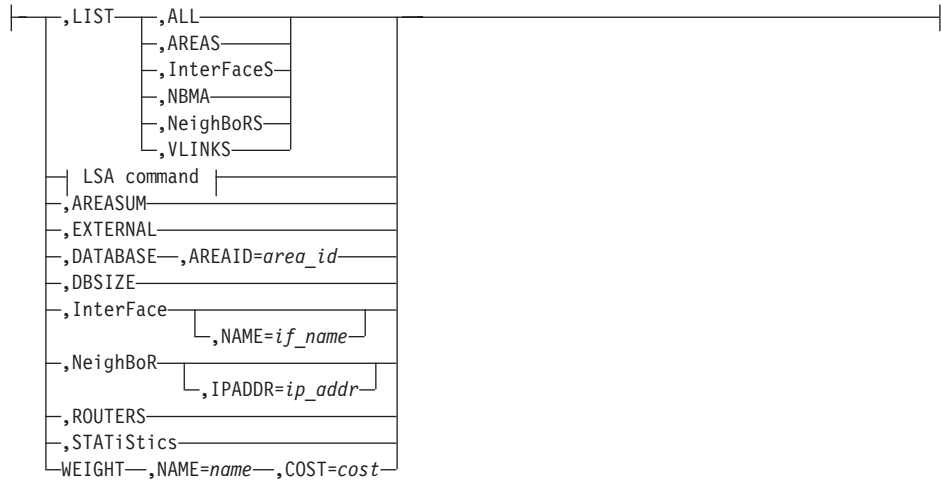 ,LIST ,ALL
,AREAS
,InterFaceS
,NBMA
,NeighBoRS
,VLINKS
LSA command
,AREASUM
,EXTERNAL
,DATABASE ,AREAID=area_id
,DBSIZE
,InterFace
,NAME=if_name
,NeighBoR
,IPADDR=ip_addr
,ROUTERS
,STATiStics
WEIGHT ,NAME=name ,COST=cost